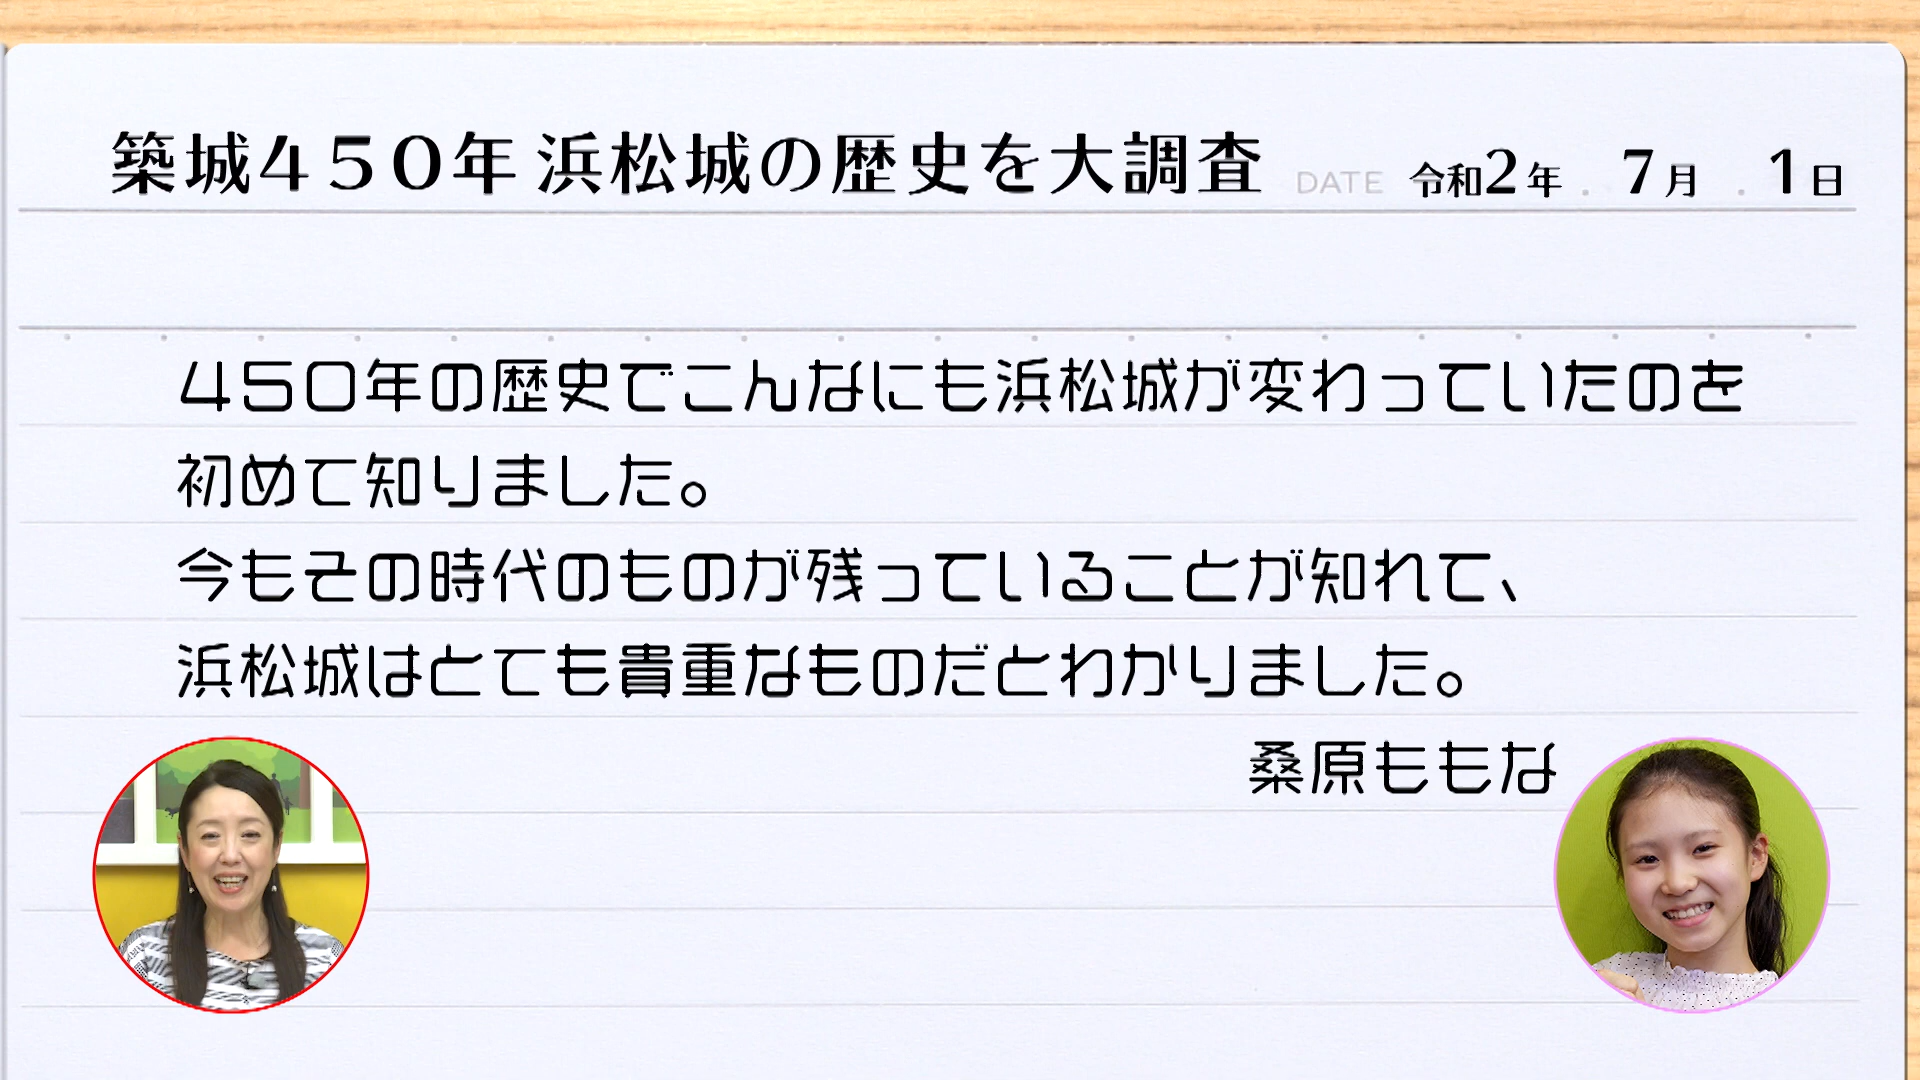 築城４５０年 浜松城の歴史を大調査 DATE 令和2年 . 7月 . 1日
４５０年の歴史でこんなにも浜松城が変わっていたのを
初めて知りました。
今もその時代のものが残っていることが知れて、
浜松城はとても貴重なものだとわかりました。
桑原ももな